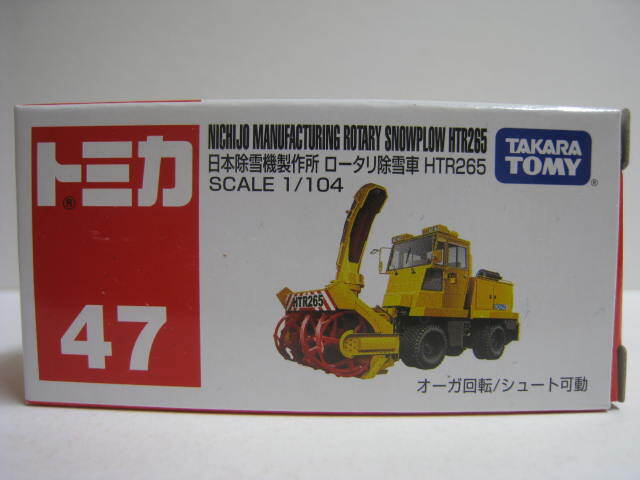 トミカ
®
47
NICHIJO MANUFACTURING ROTARY SNOWPLOW HTR265
日本除雪機製作所 ロータリ除雪車 HTR265
SCALE 1/104
TAKARA
TOMY
®
HTR265
オーガ回転/シュート可動